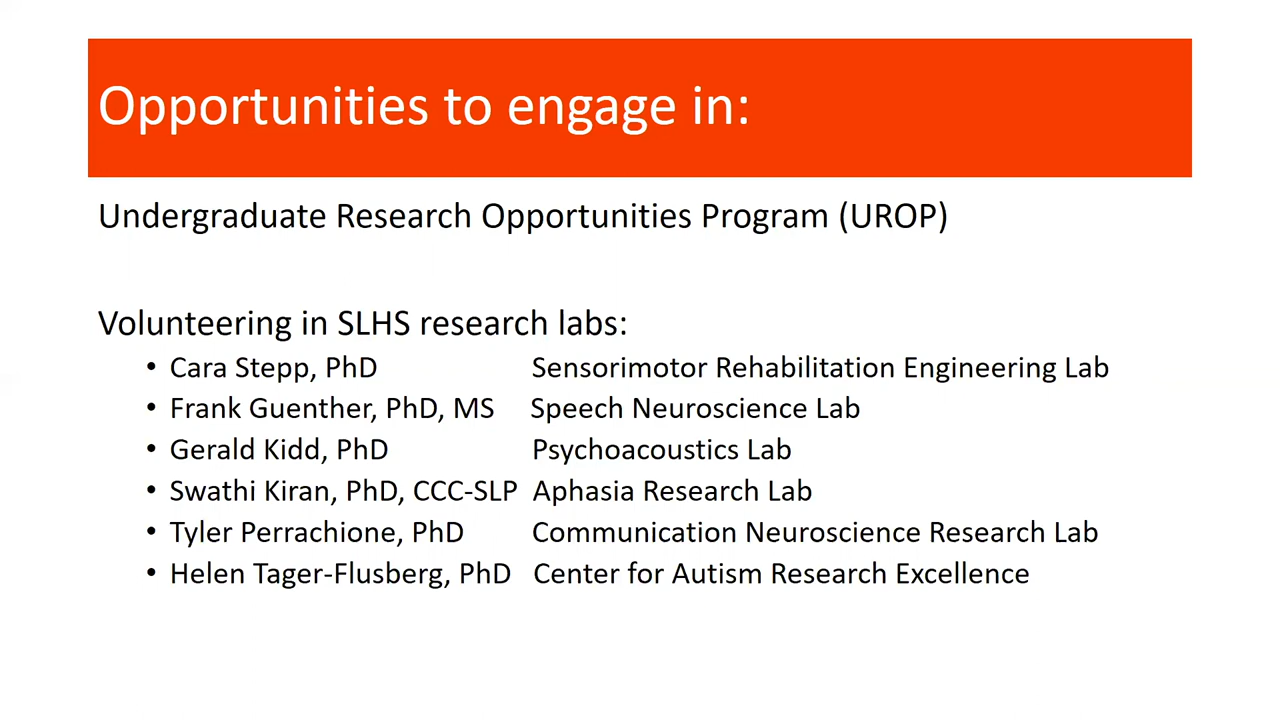 Opportunities to engage in:
Undergraduate Research Opportunities Program (UROP)
Volunteering in SLHS research labs:
• Cara Stepp, PhD Sensorimotor Rehabilitation Engineering Lab
• Frank Guenther, PhD, MS Speech Neuroscience Lab
• Gerald Kidd, PhD Psychoacoustics Lab
• Swathi Kiran, PhD, CCC-SLP Aphasia Research Lab
• Tyler Perrachione, PhD Communication Neuroscience Research Lab
• Helen Tager-Flusberg, PhD Center for Autism Research Excellence